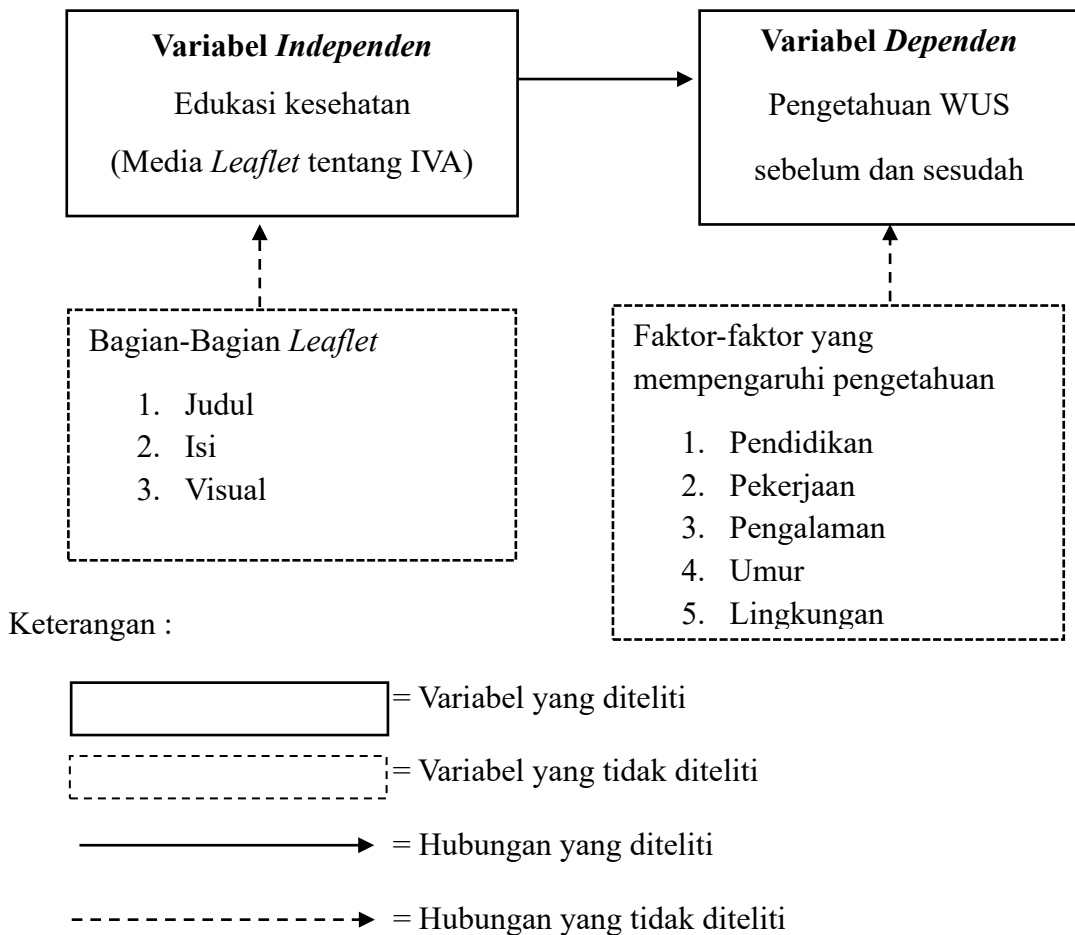 Variabel Independen
Edukasi kesehatan
(Media Leaflet tentang IVA)
Variabel Dependen
Pengetahuan WUS
sebelum dan sesudah
Bagian-Bagian Leaflet
1. Judul
2. Isi
3. Visual
Faktor-faktor yang
mempengaruhi pengetahuan
1. Pendidikan
2. Pekerjaan
3. Pengalaman
4. Umur
5. Lingkungan
Keterangan :
= Variabel yang diteliti
= Variabel yang tidak diteliti
= Hubungan yang diteliti
= Hubungan yang tidak diteliti